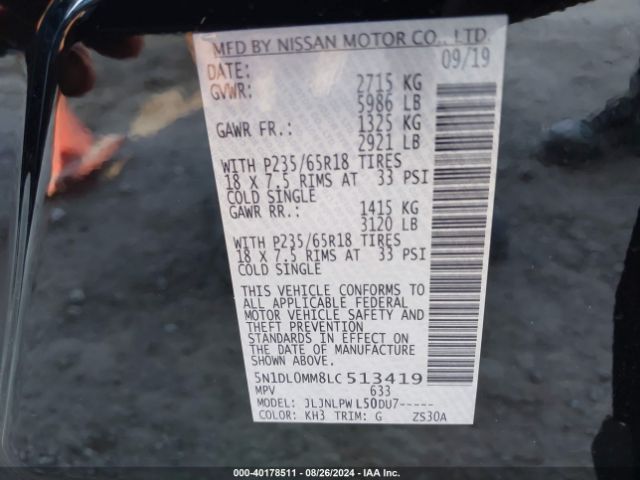 MFD BY NISSAN MOTOR CO., LTD.
DATE: 09/19
GVWR: 2715 KG
5986 LB
GAWR FR.: 1325 KG
2921 LB
WITH P235/65R18 TIRES
18 X 7.5 RIMS AT 33 PSI
COLD SINGLE
GAWR RR.: 1415 KG
3120 LB
WITH P235/65R18 TIRES
18 X 7.5 RIMS AT 33 PSI
COLD SINGLE
THIS VEHICLE CONFORMS TO
ALL APPLICABLE FEDERAL
MOTOR VEHICLE SAFETY AND
THEFT PREVENTION
STANDARDS IN EFFECT ON
THE DATE OF MANUFACTURE
SHOWN ABOVE.
5N1DL0MM8LC513419
MPV 633
MODEL: JLJNLPWL50DU7-----
COLOR: KH3 TRIM: G ZS30A
000-40178511 - 08/26/2024 - IAA Inc.